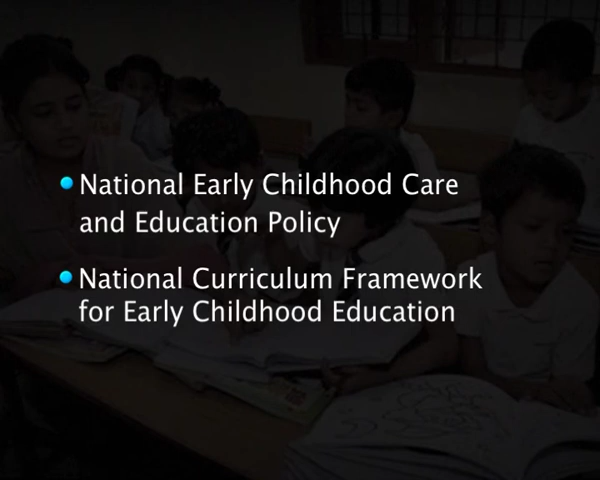 National Early Childhood Care
and Education Policy
National Curriculum Framework
for Early Childhood Education